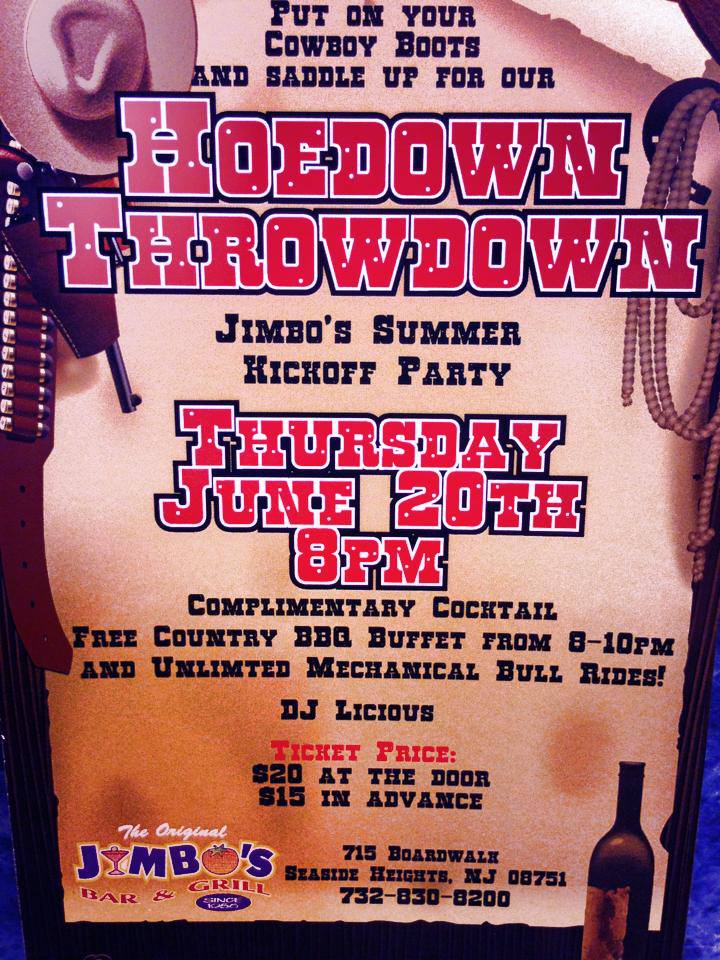 Put on your
Cowboy Boots
and saddle up for our
Hoedown
Throwdown
Jimbo's Summer
Kickoff Party
Thursday
June 20th
8pm
Complimentary Cocktail
Free Country BBQ Buffet from 8-10pm
and Unlimted Mechanical Bull Rides!
DJ Licious
Ticket Price:
$20 at the door
$15 in advance
The Original
Jimbo's
Bar & Grill
Since
1986
715 Boardwalk
Seaside Heights, NJ 08751
732-830-8200